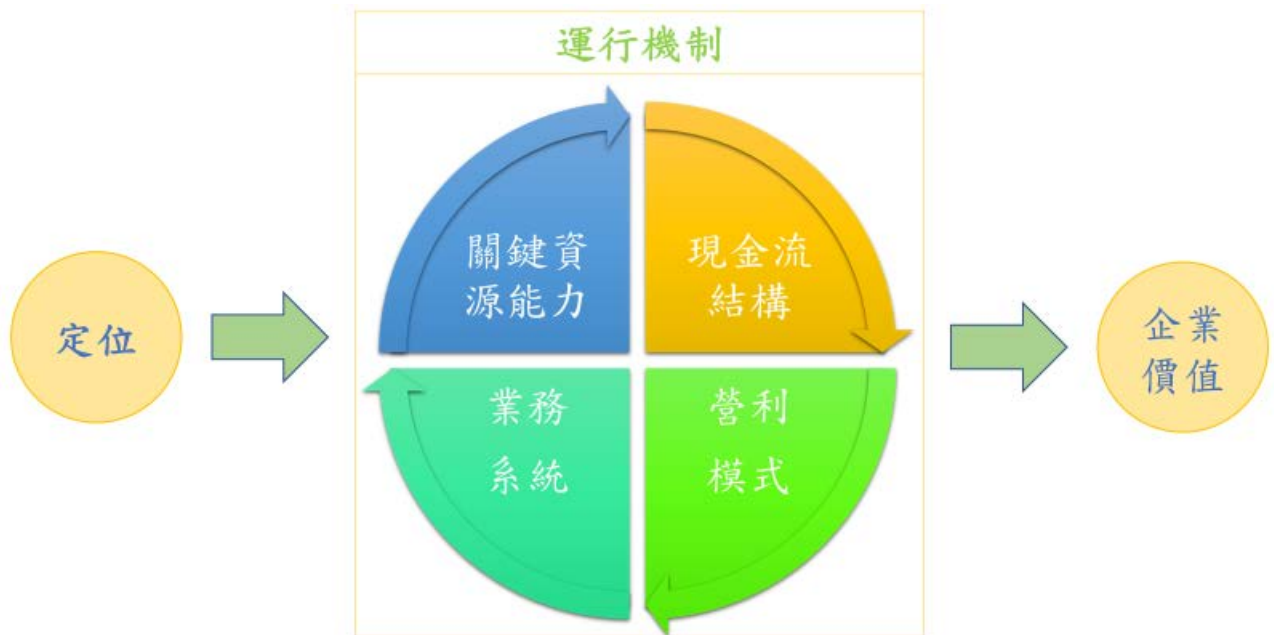 運行機制
定位
關鍵資
源能力
現金流
結構
業務
系統
營利
模式
企業
價值